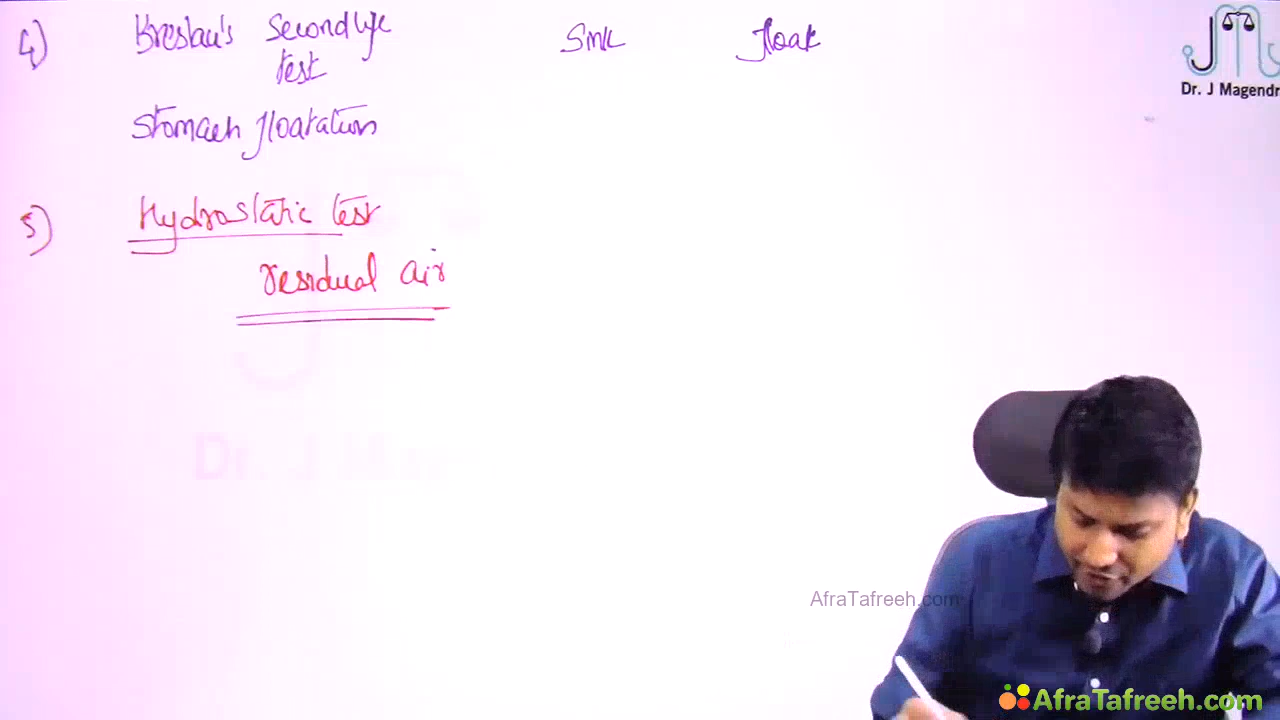 4) Breslau's Second life Sink float
test
Stomach floatation
5) Hydrostatic test
residual air
Dr. J Magendr
Dr. J
AfraTafreeh.com
AfraTafreeh.com